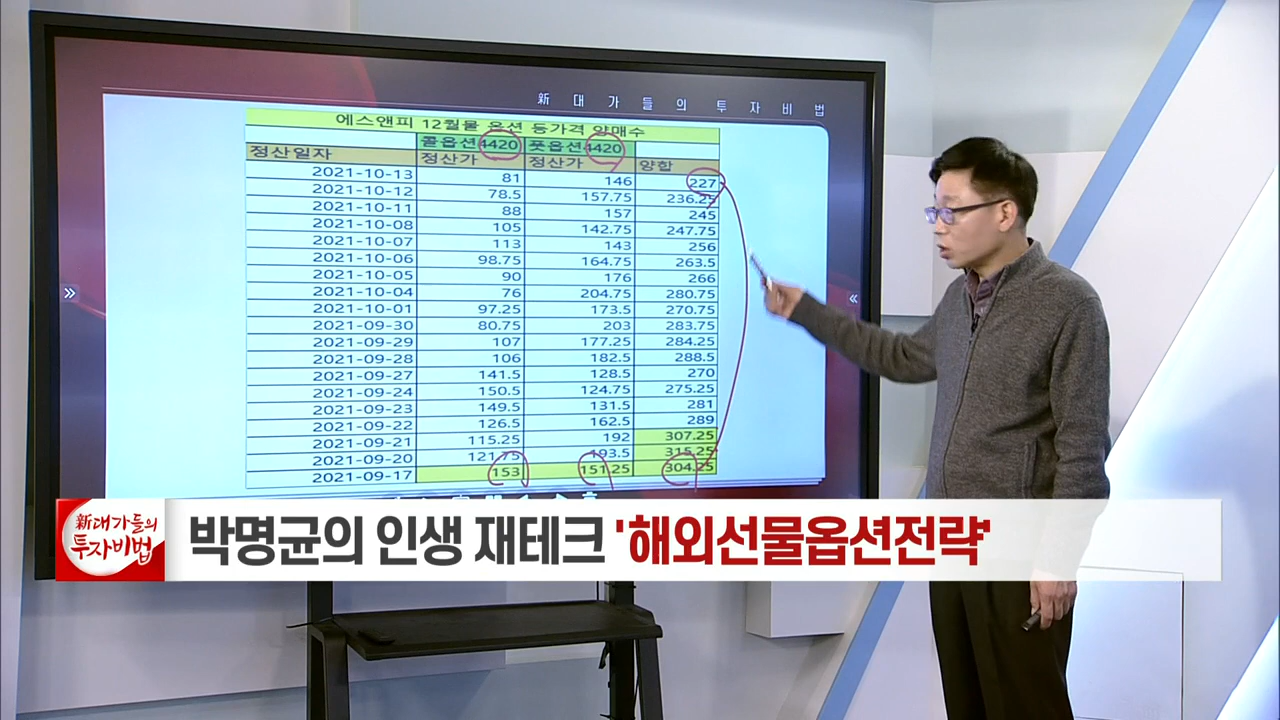 新 대 가 들 의 투 자 비 법
에스앤피 12월물 옵션 등가격 양매수
콜옵션4420 풋옵션4420
정산일자 정산가 정산가 양합
2021-10-13 81 146 227
2021-10-12 78.5 157.75 236.25
2021-10-11 88 157 245
2021-10-08 105 142.75 247.75
2021-10-07 113 143 256
2021-10-06 98.75 164.75 263.5
2021-10-05 90 176 266
2021-10-04 76 204.75 280.75
2021-10-01 97.25 173.5 270.75
2021-09-30 80.75 203 283.75
2021-09-29 107 177.25 284.25
2021-09-28 106 182.5 288.5
2021-09-27 141.5 128.5 270
2021-09-24 150.5 124.75 275.25
2021-09-23 149.5 131.5 281
2021-09-22 126.5 162.5 289
2021-09-21 115.25 192 307.25
2021-09-20 121.75 193.5 315.25
2021-09-17 153 151.25 304.25
新대가들의
투자비법
박명균의 인생 재테크 '해외선물옵션전략'